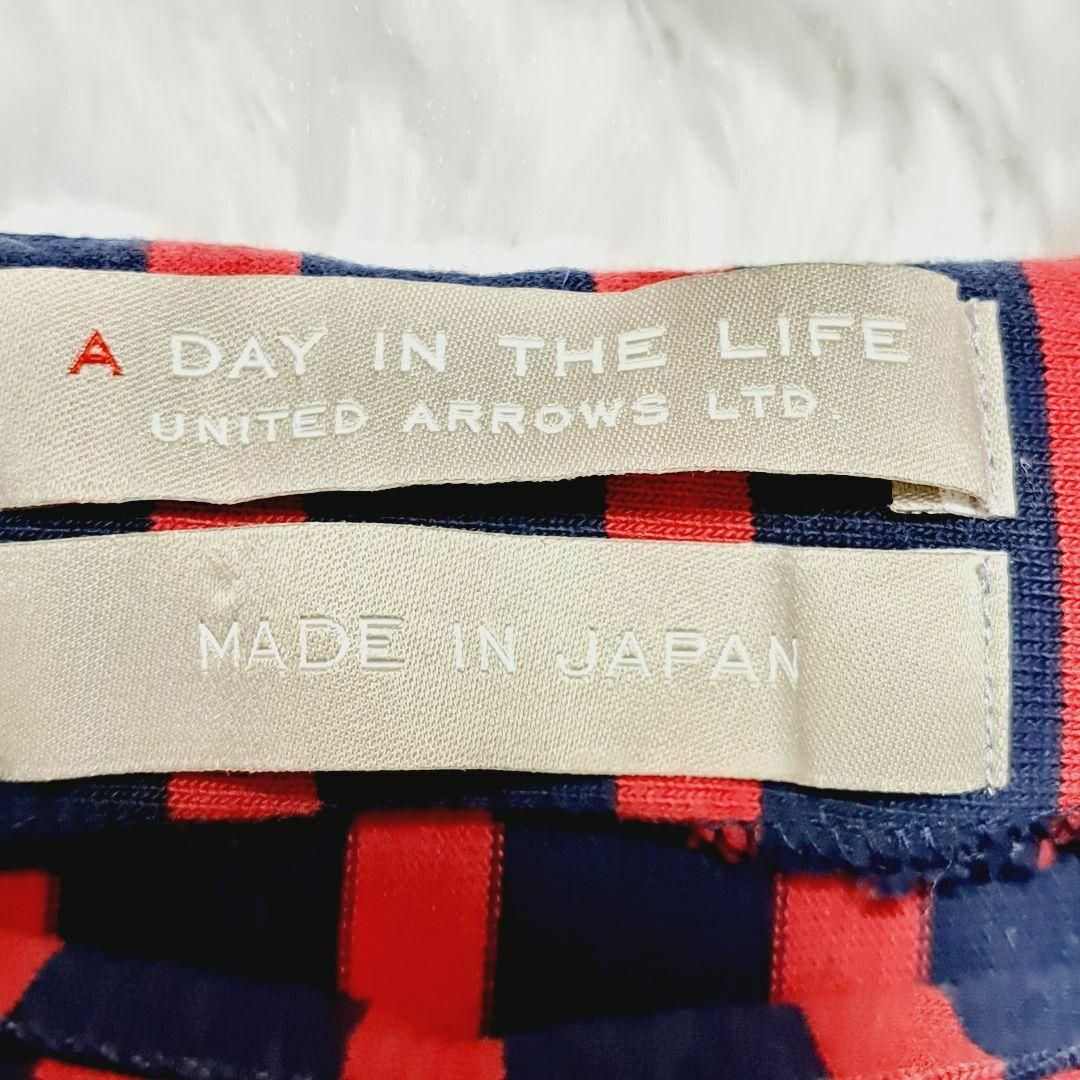 A DAY IN THE LIFE
UNITED ARROWS LTD.
MADE IN JAPAN